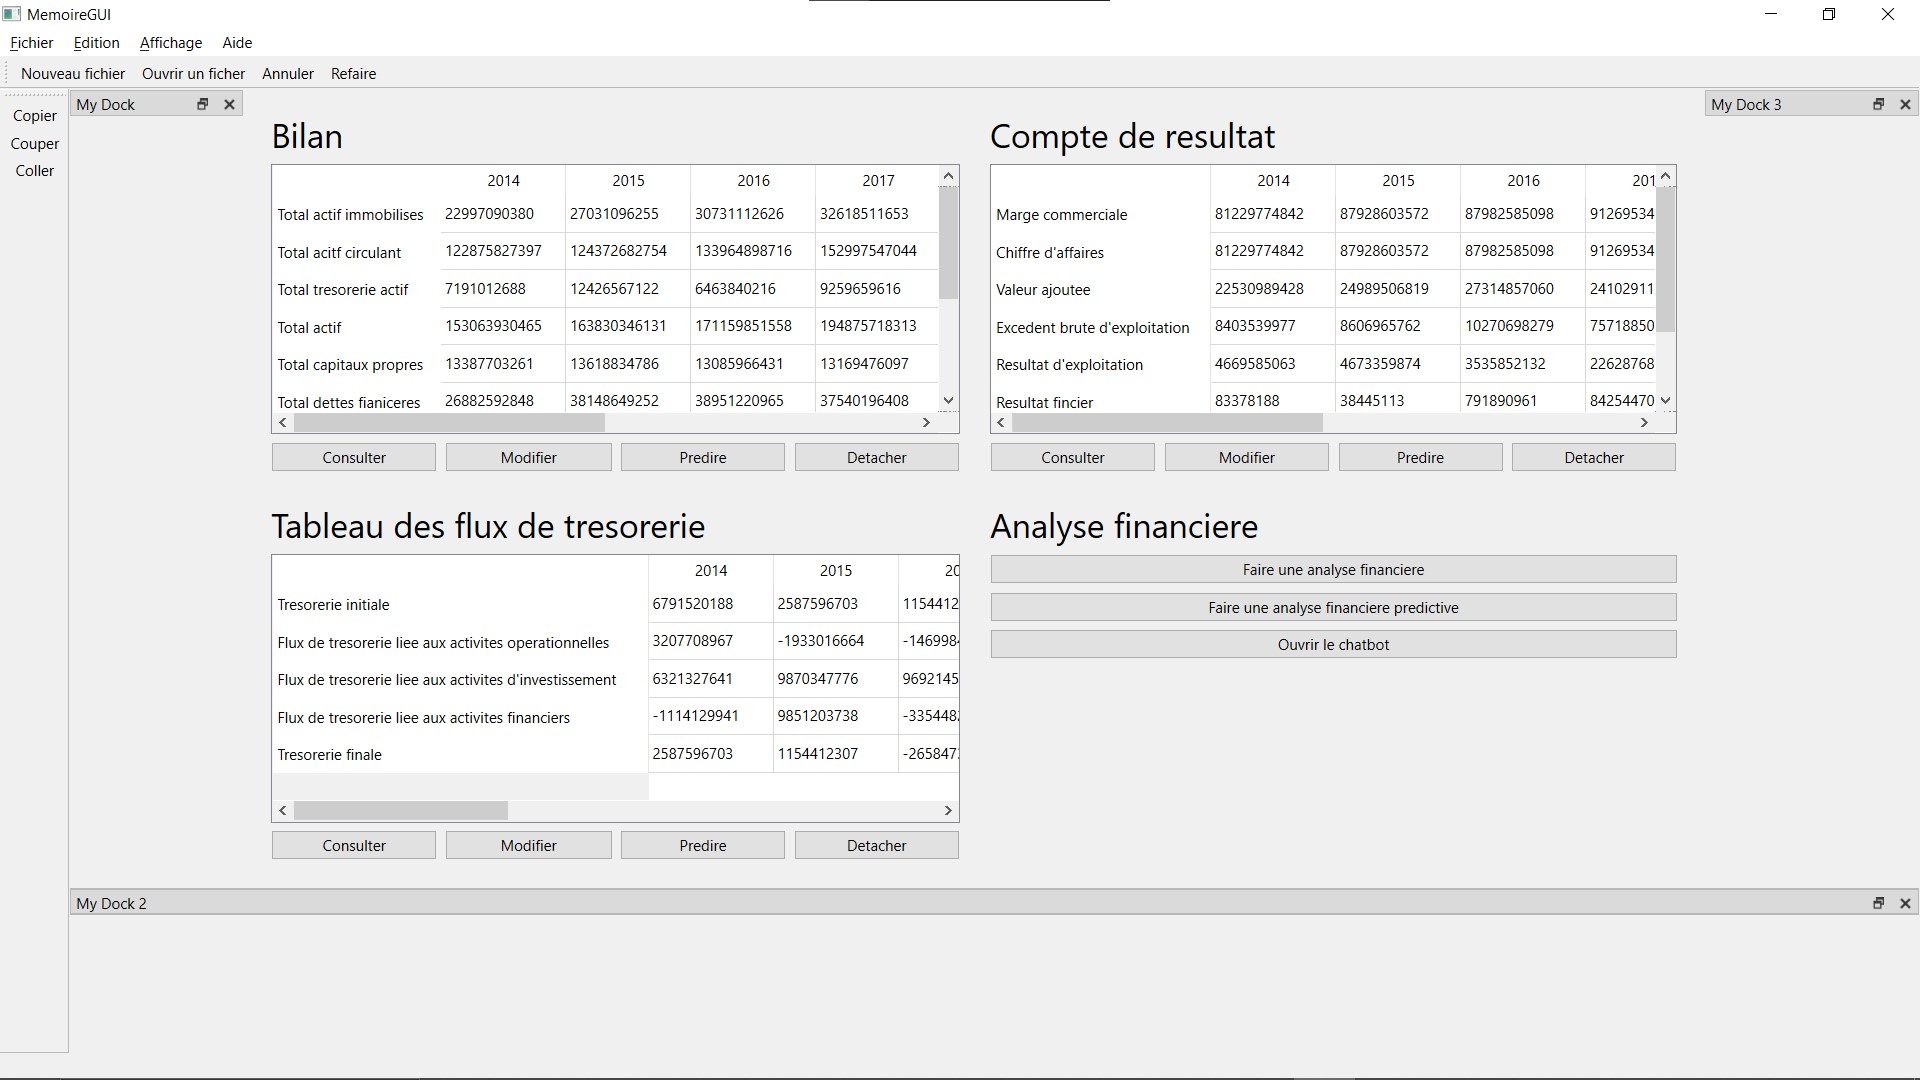 MemoireGUI
Fichier Edition Affichage Aide
Nouveau fichier Ouvrir un ficher Annuler Refaire
Copier
Couper
Coller
My Dock
My Dock 3
Bilan
2014 2015 2016 2017
Total actif immobilises 22997090380 27031096255 30731112626 32618511653
Total acitf circulant 122875827397 124372682754 133964898716 152997547044
Total tresorerie actif 7191012688 12426567122 6463840216 9259659616
Total actif 153063930465 163830346131 171159851558 194875718313
Total capitaux propres 13387703261 13618834786 13085966431 13169476097
Total dettes fianiceres 26882592848 38148649252 38951220965 37540196408
Consulter Modifier Predire Detacher
Compte de resultat
2014 2015 2016 201
Marge commerciale 81229774842 87928603572 87982585098 91269534
Chiffre d'affaires 81229774842 87928603572 87982585098 91269534
Valeur ajoutee 22530989428 24989506819 27314857060 24102911
Excedent brute d'exploitation 8403539977 8606965762 10270698279 75718850
Resultat d'exploitation 4669585063 4673359874 3535852132 22628768
Resultat fincier 83378188 38445113 791890961 84254470
Consulter Modifier Predire Detacher
Tableau des flux de tresorerie
2014 2015 20
Tresorerie initiale 6791520188 2587596703 1154412
Flux de tresorerie liee aux activites operationnelles 3207708967 -1933016664 -146998
Flux de tresorerie liee aux activites d'investissement 6321327641 9870347776 9692145
Flux de tresorerie liee aux activites financiers -1114129941 9851203738 -335448
Tresorerie finale 2587596703 1154412307 -265847
Consulter Modifier Predire Detacher
Analyse financiere
Faire une analyse financiere
Faire une analyse financiere predictive
Ouvrir le chatbot
My Dock 2